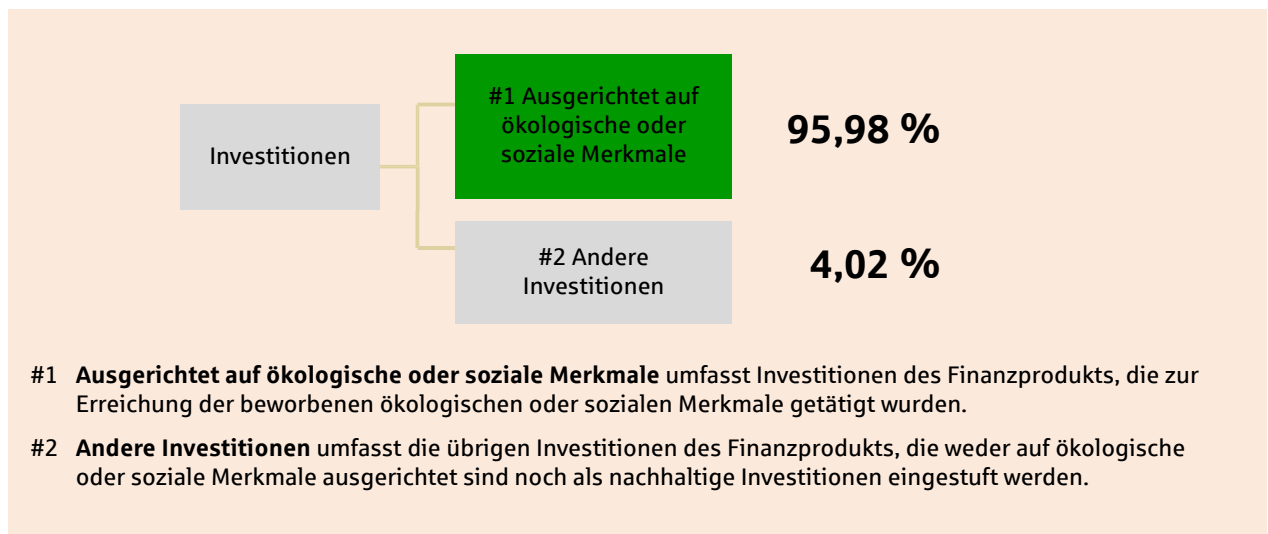 Investitionen
#1 Ausgerichtet auf
ökologische oder
soziale Merkmale
95,98 %
#2 Andere
Investitionen
4,02 %
#1 Ausgerichtet auf ökologische oder soziale Merkmale umfasst Investitionen des Finanzprodukts, die zur
Erreichung der beworbenen ökologischen oder sozialen Merkmale getätigt wurden.
#2 Andere Investitionen umfasst die übrigen Investitionen des Finanzprodukts, die weder auf ökologische
oder soziale Merkmale ausgerichtet sind noch als nachhaltige Investitionen eingestuft werden.